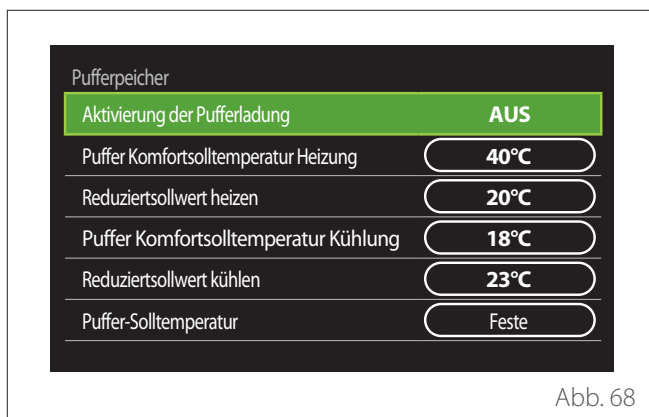 Pufferpeicher
Aktivierung der Pufferladung AUS
Puffer Komfortsolltemperatur Heizung 40°C
Reduziertsollwert heizen 20°C
Puffer Komfortsolltemperatur Kühlung 18°C
Reduziertsollwert kühlen 23°C
Puffer-Solltemperatur Feste
Abb. 68